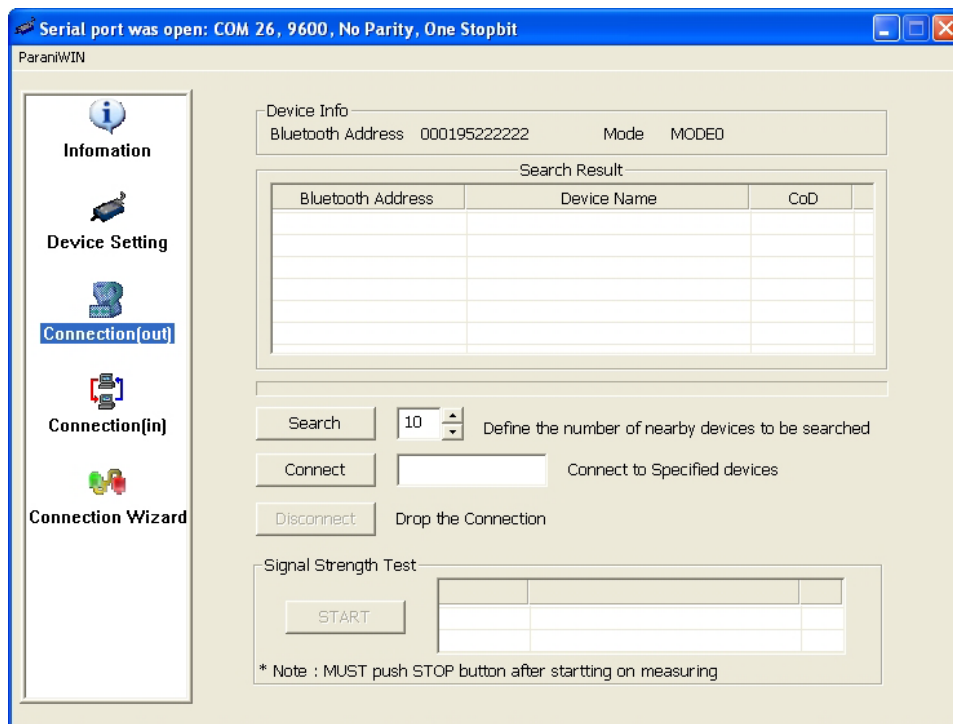 Serial port was open: COM 26, 9600, No Parity, One Stopbit
ParaniWIN
Infomation
Device Setting
Connection(out)
Connection(in)
Connection Wizard
Device Info
Bluetooth Address 000195222222 Mode MODE0
Search Result
Bluetooth Address Device Name CoD
Search 10 Define the number of nearby devices to be searched
Connect Connect to Specified devices
Disconnect Drop the Connection
Signal Strength Test
START
* Note : MUST push STOP button after startting on measuring